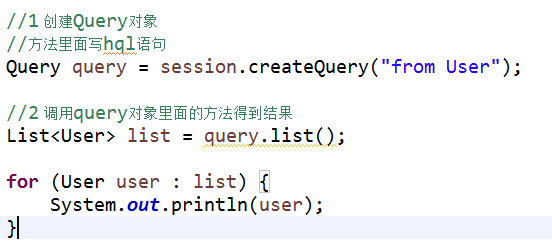 //1 创建Query对象
//方法里面写hql语句
Query query = session.createQuery("from User");
//2 调用query对象里面的方法得到结果
List<User> list = query.list();
for (User user : list) {
System.out.println(user);
}